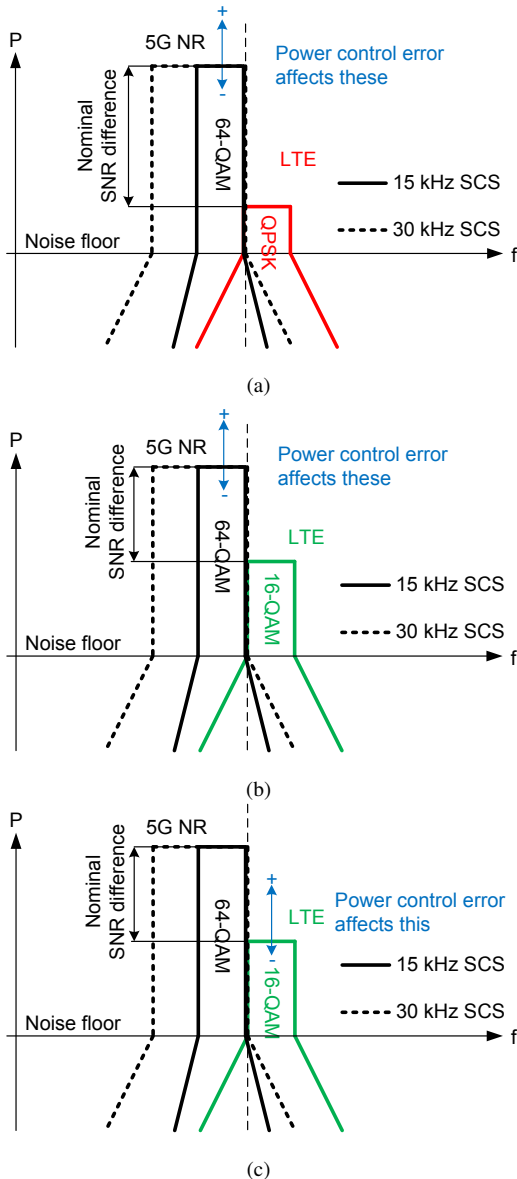 P
5G NR
+
-
Power control error
affects these
Nominal
SNR difference
64-QAM
LTE
QPSK
15 kHz SCS
30 kHz SCS
Noise floor
f
(a)
P
5G NR
+
-
Power control error
affects these
Nominal
SNR difference
64-QAM
LTE
16-QAM
15 kHz SCS
30 kHz SCS
Noise floor
f
(b)
P
5G NR
Nominal
SNR difference
64-QAM
+
-
LTE
Power control error
affects this
16-QAM
15 kHz SCS
30 kHz SCS
Noise floor
f
(c)